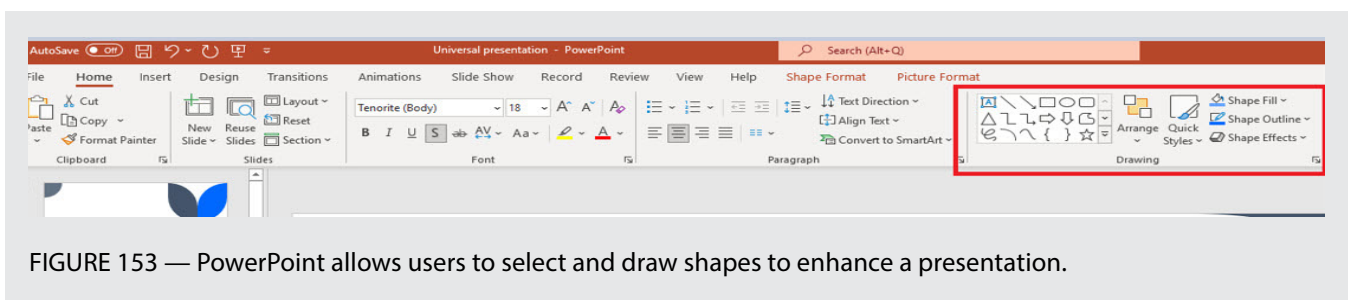 AutoSave Off Universal presentation - PowerPoint Search (Alt+Q)
File Home Insert Design Transitions Animations Slide Show Record Review View Help Shape Format Picture Format
Paste
Cut
Copy
Format Painter
Clipboard
New Slide
Reuse Slides
Layout
Reset
Section
Slides
Tenorite (Body) 18 A A A
B I U S ab AV Aa A
Font
Text Direction
Align Text
Convert to SmartArt
Paragraph
A
Arrange
Quick Styles
Shape Fill
Shape Outline
Shape Effects
Drawing
FIGURE 153 — PowerPoint allows users to select and draw shapes to enhance a presentation.